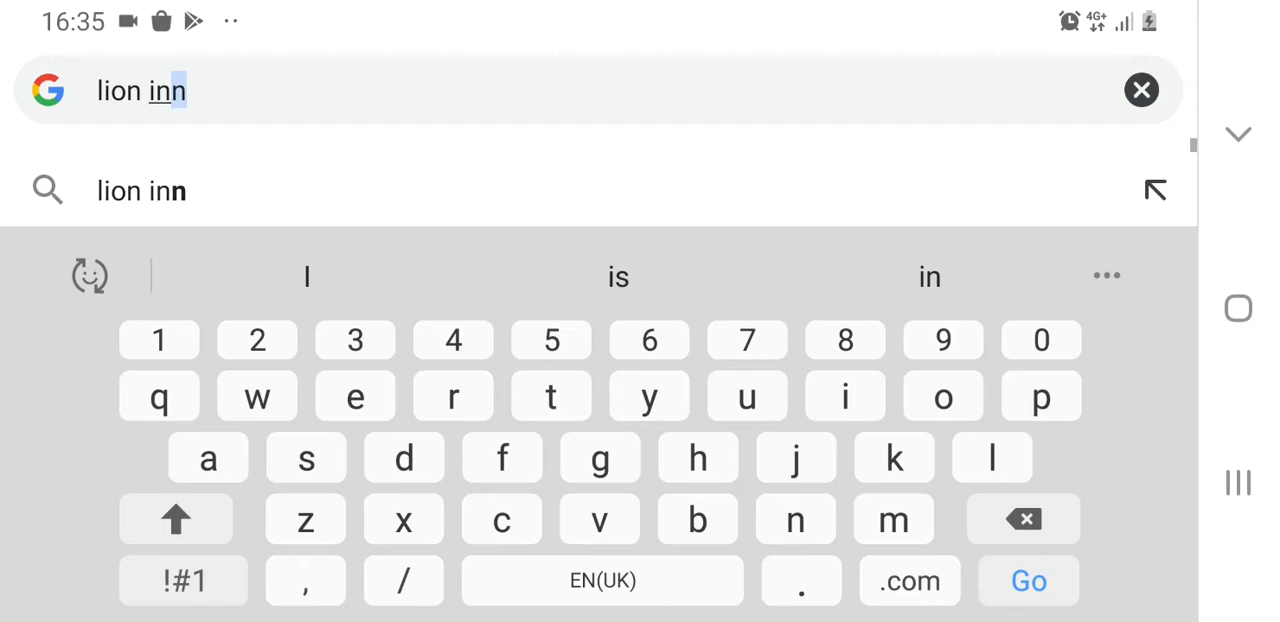 16:35
4G+
lion inn
lion inn
I
is
in
1 2 3 4 5 6 7 8 9 0
q w e r t y u i o p
a s d f g h j k l
z x c v b n m
!#1 , / EN(UK) . .com Go